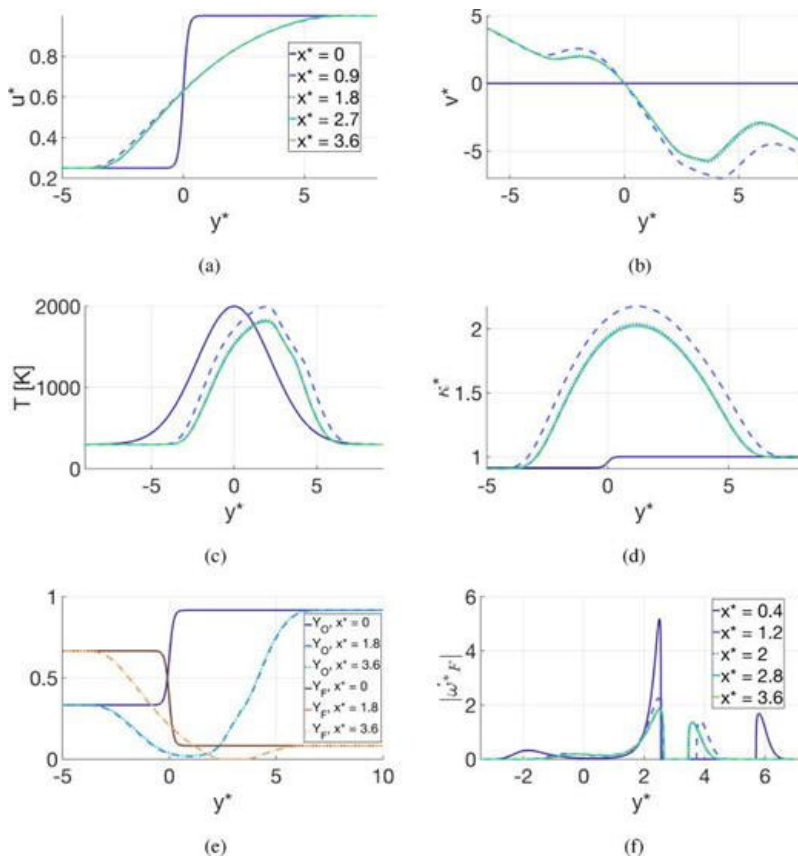 u*
0.2
0.4
0.6
0.8
-5
0
5
x* = 0
x* = 0.9
x* = 1.8
x* = 2.7
x* = 3.6
y*
(a)
v*
5
0
-5
-5
0
5
y*
(b)
T [K]
2000
1000
0
-5
0
5
y*
(c)
κ*
2
1.5
1
-5
0
5
y*
(d)
1
0.5
0
-5
0
5
10
Y_O, x* = 0
Y_O, x* = 1.8
Y_O, x* = 3.6
Y_F, x* = 0
Y_F, x* = 1.8
Y_F, x* = 3.6
y*
(e)
|ω̇*_F|
6
4
2
0
-2
0
2
4
6
x* = 0.4
x* = 1.2
x* = 2
x* = 2.8
x* = 3.6
y*
(f)